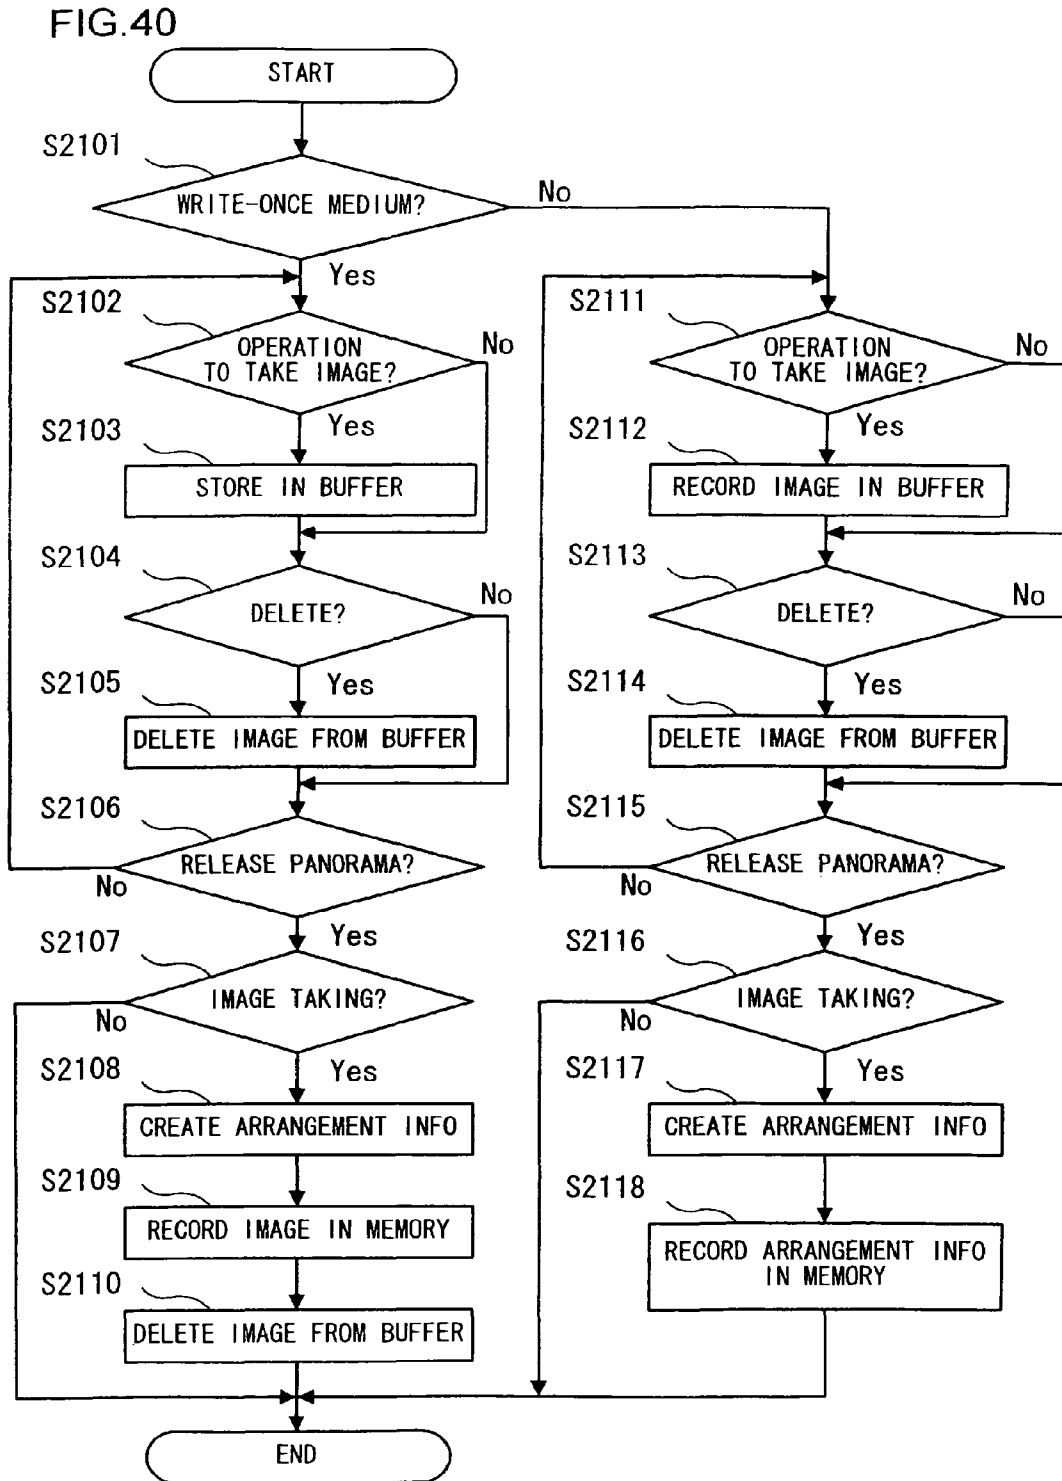 FIG.40
START
S2101
WRITE-ONCE MEDIUM?
No
Yes
S2102
OPERATION
TO TAKE IMAGE?
No
Yes
S2103
STORE IN BUFFER
S2104
DELETE?
No
Yes
S2105
DELETE IMAGE FROM BUFFER
S2106
RELEASE PANORAMA?
No
Yes
S2107
IMAGE TAKING?
No
Yes
S2108
CREATE ARRANGEMENT INFO
S2109
RECORD IMAGE IN MEMORY
S2110
DELETE IMAGE FROM BUFFER
S2111
OPERATION
TO TAKE IMAGE?
No
Yes
S2112
RECORD IMAGE IN BUFFER
S2113
DELETE?
No
Yes
S2114
DELETE IMAGE FROM BUFFER
S2115
RELEASE PANORAMA?
No
Yes
S2116
IMAGE TAKING?
No
Yes
S2117
CREATE ARRANGEMENT INFO
S2118
RECORD ARRANGEMENT INFO
IN MEMORY
END